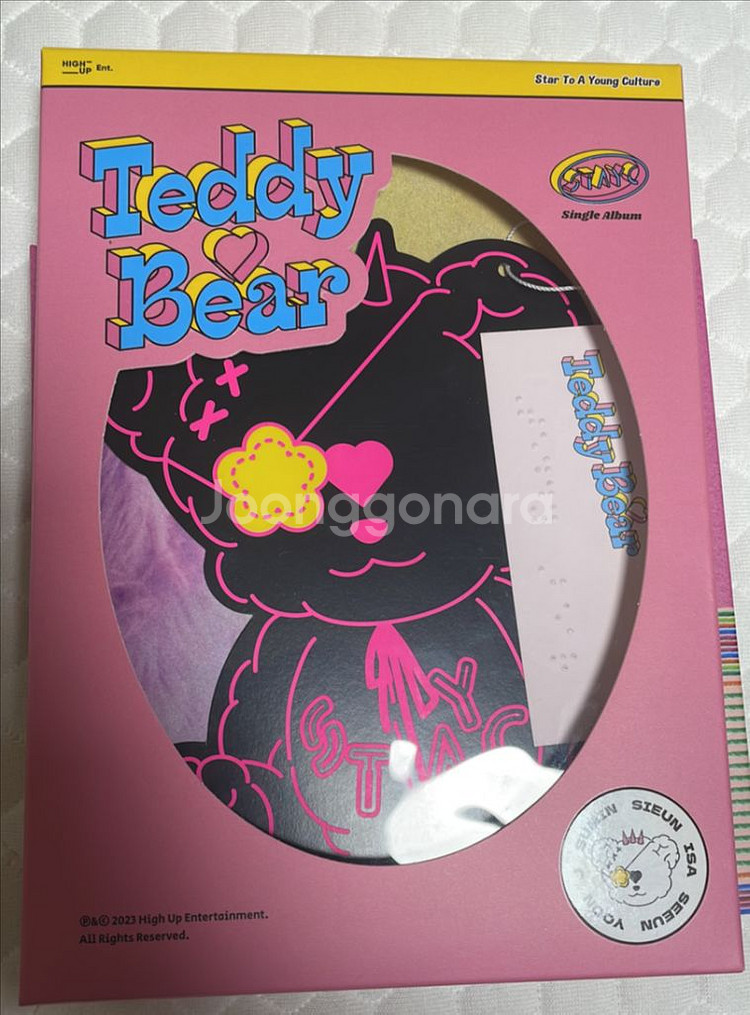 HIGH UP Ent.
Star To A Young Culture
Teddy
Bear
STAYC
Single Album
Teddy Bear
Joonggonara
STAYC
SUMIN SIEUN ISA SEEUN YOON
Ⓟ&ⓒ 2023 High Up Entertainment.
All Rights Reserved.